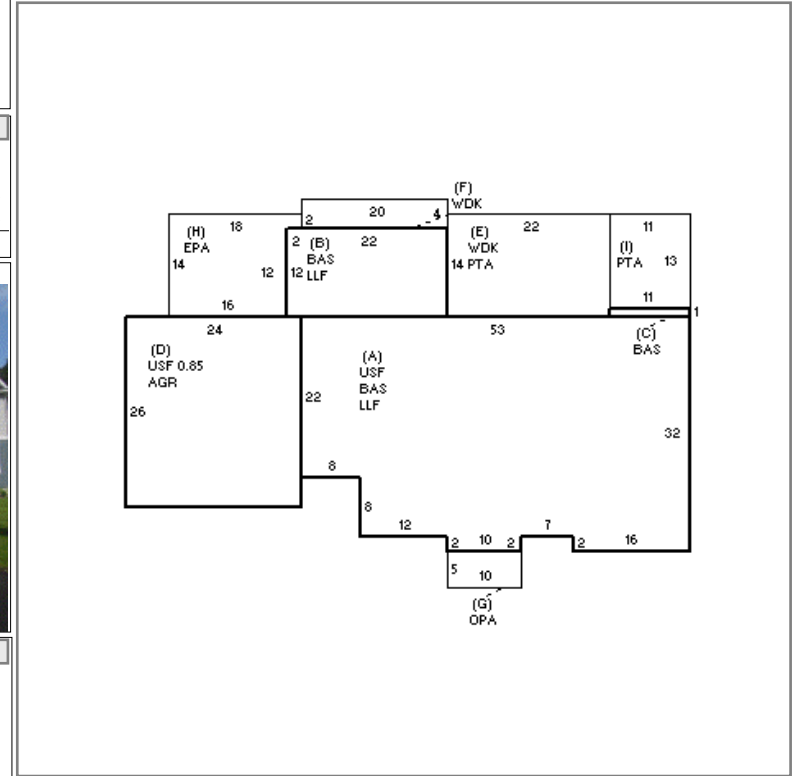 (F)
WDK
20
4
2
18
(H)
EPA
14
12
16
2
(B)
22
BAS
12
LLF
(E)
22
WDK
14 PTA
11
(I)
PTA
13
11
1
(C)
BAS
24
(D)
USF 0.85
AGR
26
53
(A)
USF
BAS
LLF
22
32
8
8
12
2
10
2
7
2
16
5
10
(G)
OPA